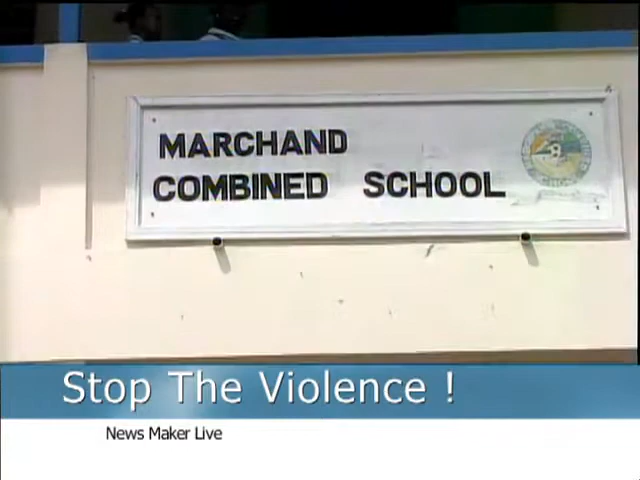 MARCHAND
COMBINED SCHOOL
Stop The Violence !
News Maker Live